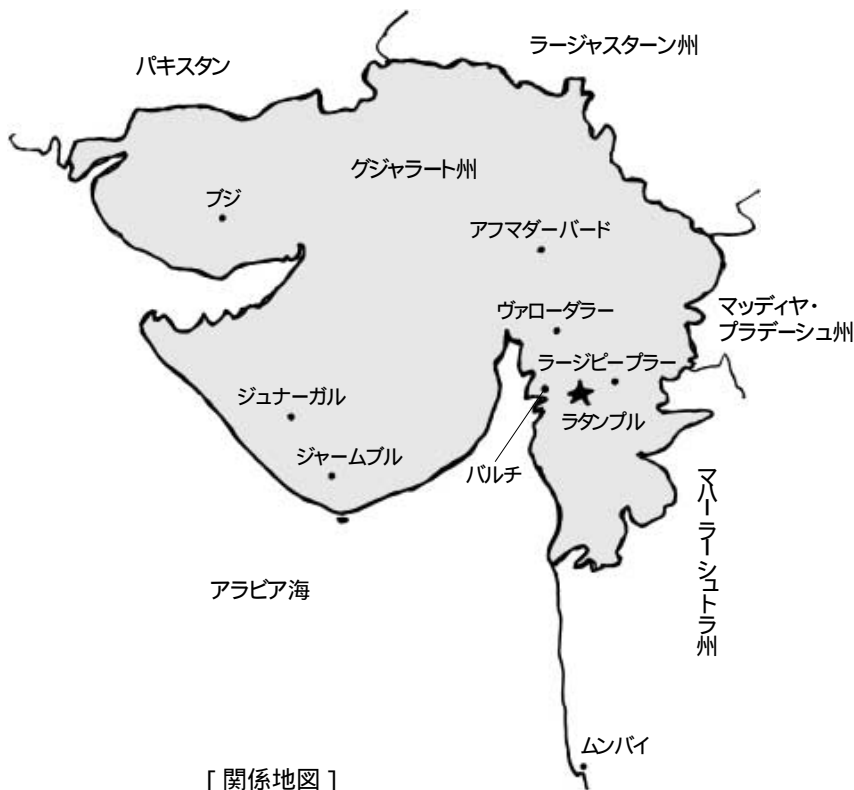 ラージャスターン州
パキスタン
グジャラート州
ブジ
アフマダーバード
マッディヤ・
プラデーシュ州
ヴァローダラー
ラージピープラー
ジュナーガル
ラタンプル
ジャームブル
バルチ
マハーラーシュトラ州
アラビア海
ムンバイ
[ 関係地図 ]